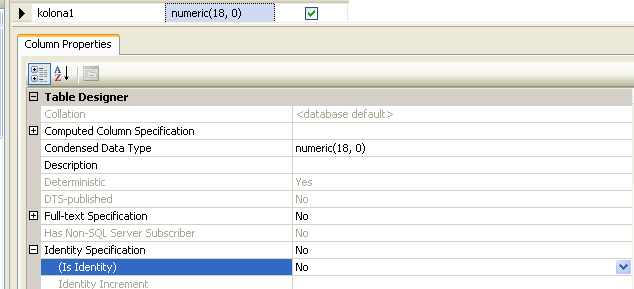 kolona1 numeric(18, 0)
Column Properties
Table Designer
Collation <database default>
Computed Column Specification
Condensed Data Type numeric(18, 0)
Description
Deterministic Yes
DTS-published No
Full-text Specification No
Has Non-SQL Server Subscriber No
Identity Specification No
(Is Identity) No
Identity Increment